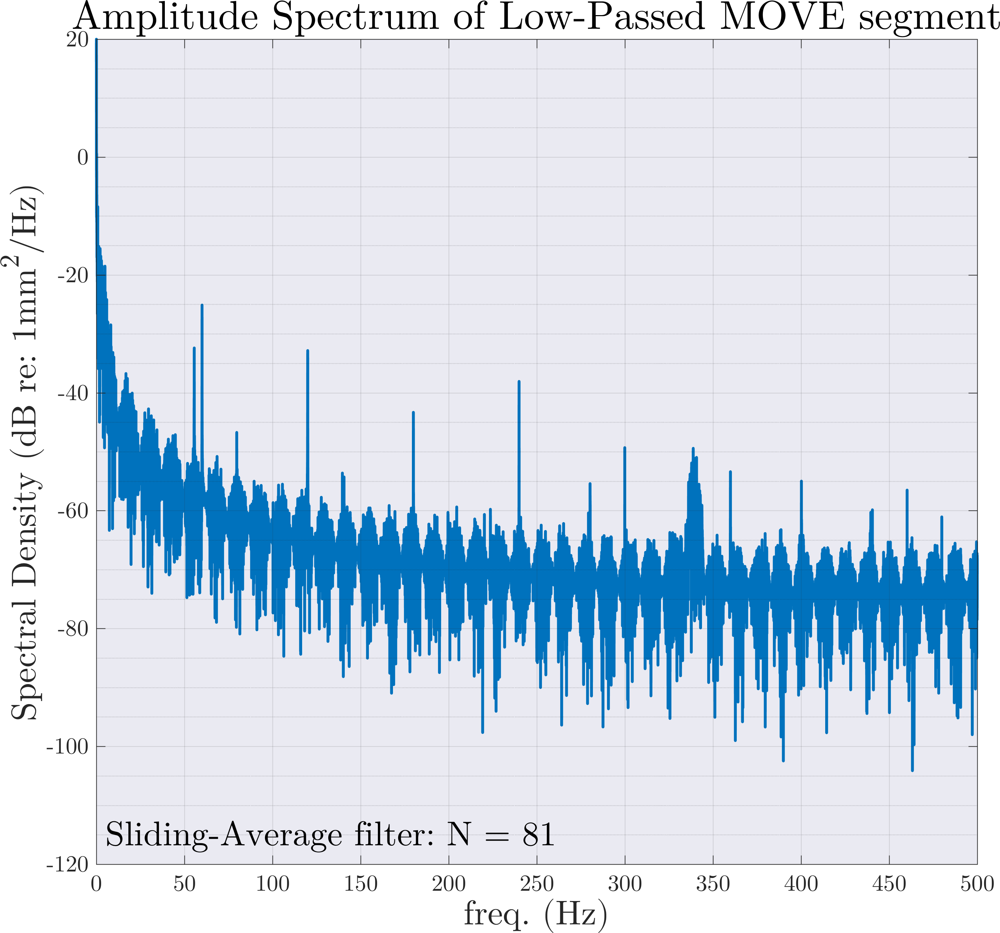 Amplitude Spectrum of Low-Passed MOVE segment
20
0
-20
-40
-60
-80
-100
-120
Spectral Density (dB re: 1mm²/Hz)
Sliding-Average filter: N = 81
0 50 100 150 200 250 300 350 400 450 500
freq. (Hz)